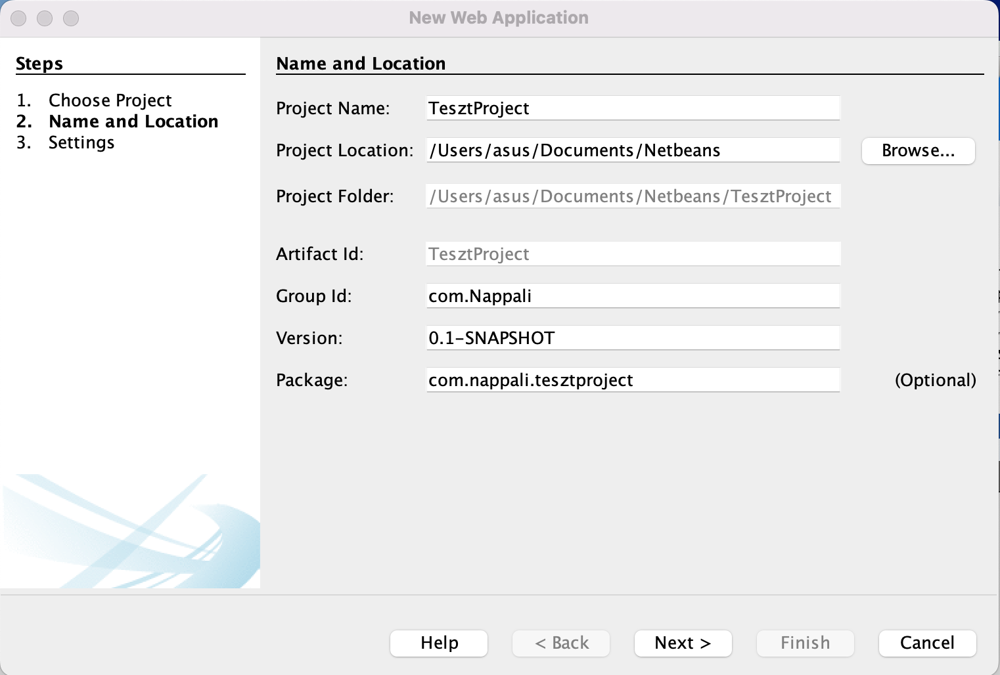 New Web Application
Steps
1. Choose Project
2. Name and Location
3. Settings
Name and Location
Project Name: TesztProject
Project Location: /Users/asus/Documents/Netbeans Browse...
Project Folder: /Users/asus/Documents/Netbeans/TesztProject
Artifact Id: TesztProject
Group Id: com.Nappali
Version: 0.1-SNAPSHOT
Package: com.nappali.tesztproject (Optional)
Help < Back Next > Finish Cancel